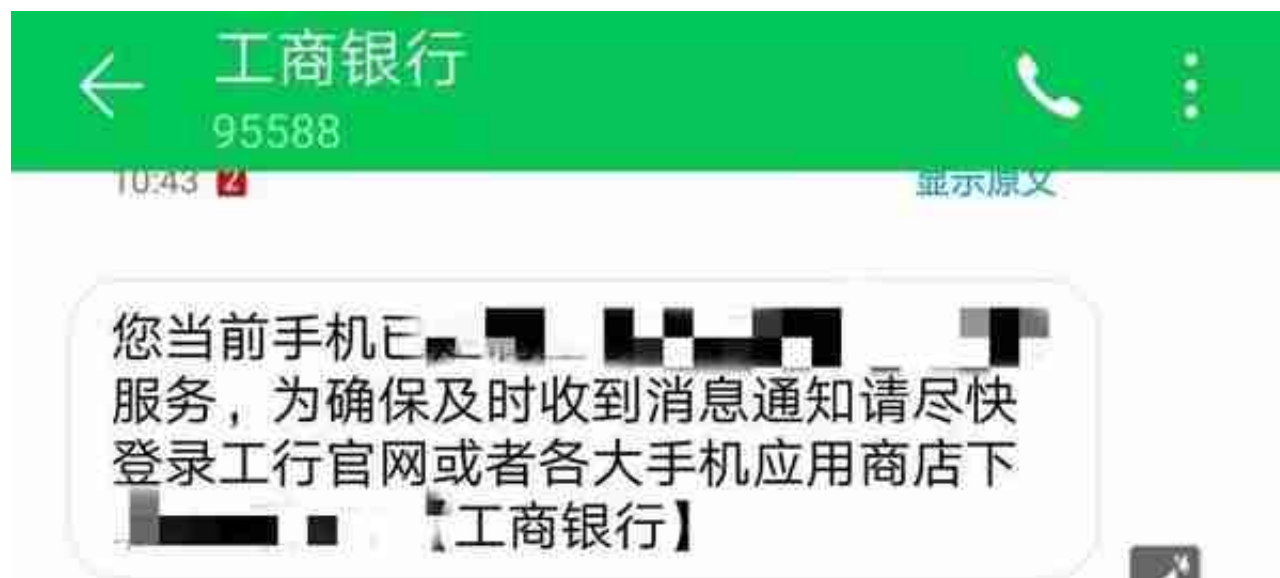 工商银行
95588
10:43 2
显示原文
您当前手机已
服务，为确保及时收到消息通知请尽快
登录工行官网或者各大手机应用商店下
【工商银行】